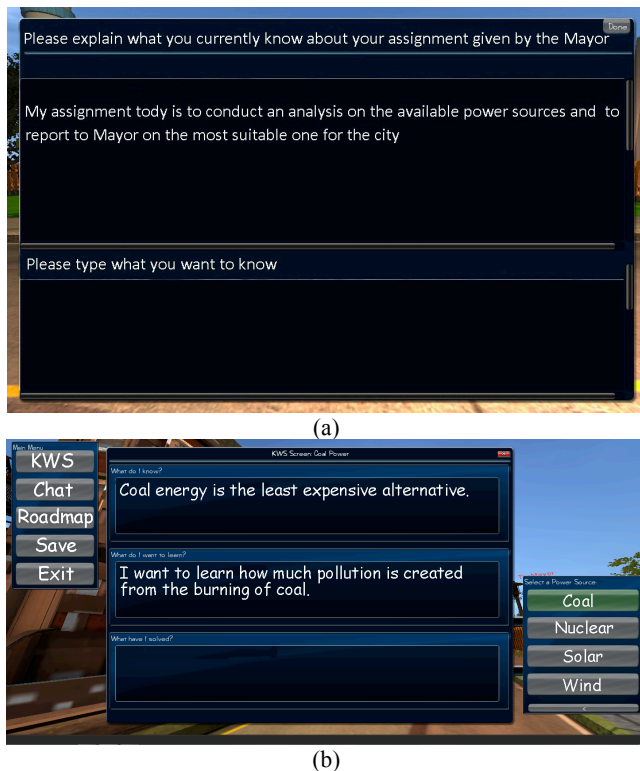 Done
Please explain what you currently know about your assignment given by the Mayor
My assignment tody is to conduct an analysis on the available power sources and to
report to Mayor on the most suitable one for the city
Please type what you want to know
(a)
Main Menu
KWS
Chat
Roadmap
Save
Exit
KWS Screen: Coal Power
What do I know?
Coal energy is the least expensive alternative.
What do I want to learn?
I want to learn how much pollution is created
from the burning of coal.
What have I solved?
Select a Power Source:
Coal
Nuclear
Solar
Wind
<
(b)